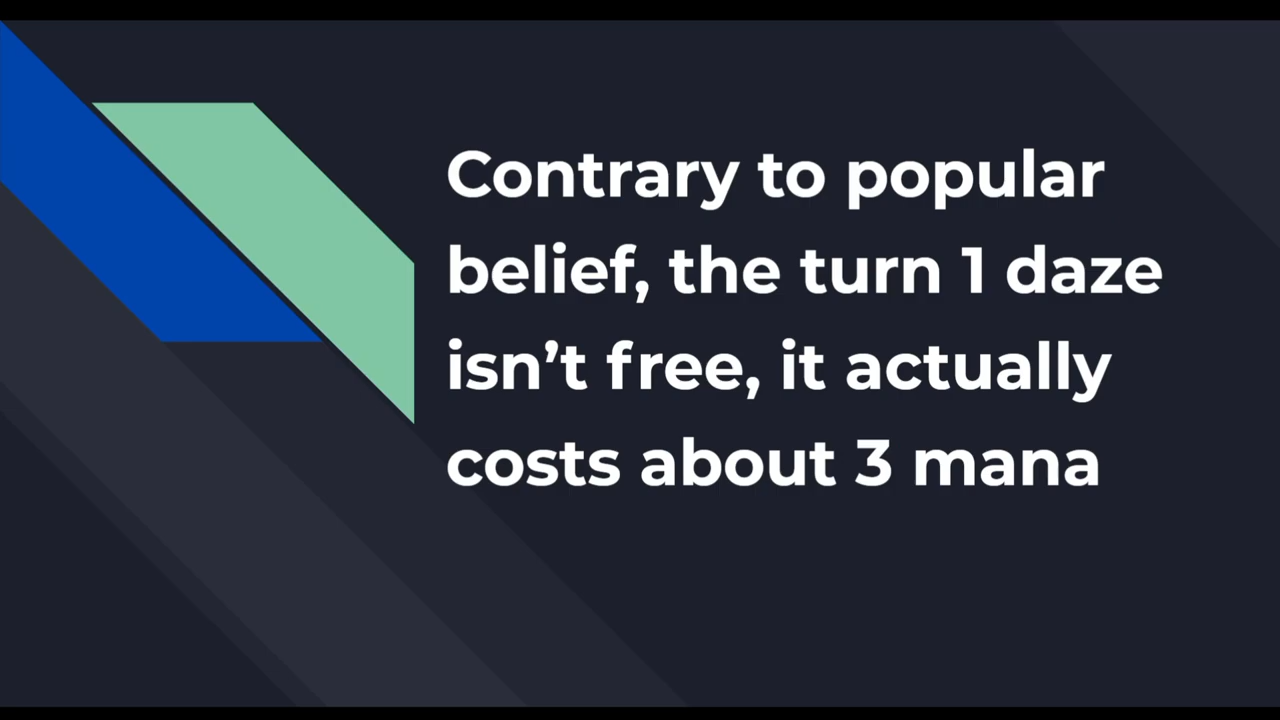 Contrary to popular
belief, the turn 1 daze
isn’t free, it actually
costs about 3 mana